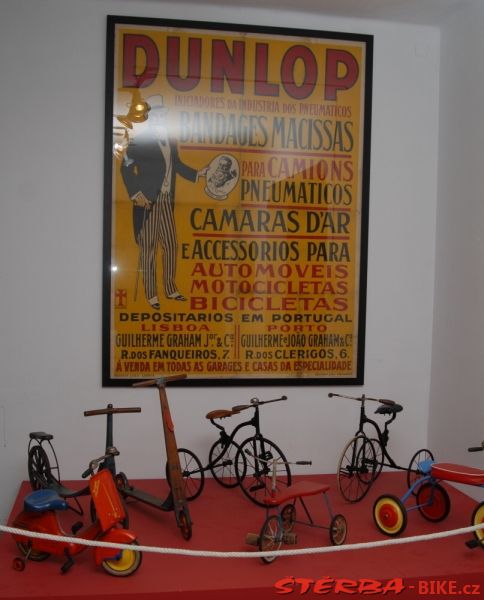 DUNLOP
INICIADORES DA INDUSTRIA DOS PNEUMATICOS
BANDAGES MACISSAS
PARA CAMIONS
PNEUMATICOS
CAMARAS D'AR
E ACCESSORIOS PARA
AUTOMOVEIS
MOTOCICLETAS
BICICLETAS
DEPOSITARIOS EM PORTUGAL
LISBOA PORTO
GUILHERME GRAHAM Jor. & Ca. GUILHERME e JOÃO GRAHAM & Ca.
R. DOS FANQUEIROS, 7. R. DOS CLERIGOS, 6.
Á VENDA EM TODAS AS GARAGES E CASAS DA ESPECIALIDADE
ŠTĚRBA-BIKE.cz